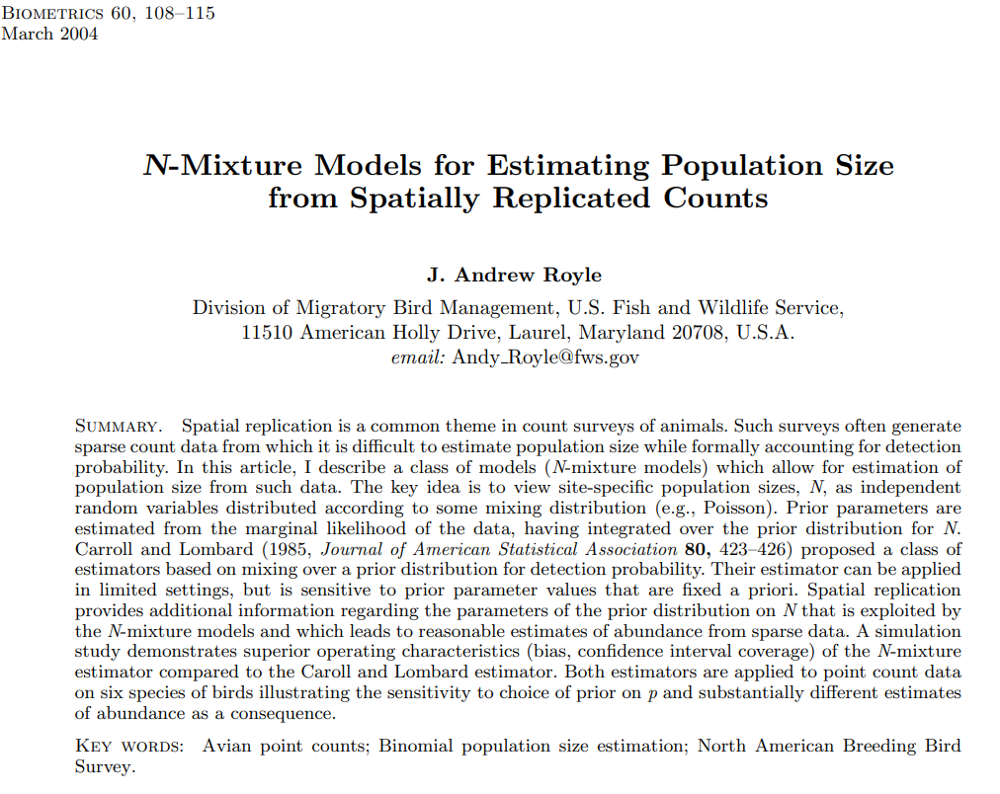 BIOMETRICS 60, 108–115
March 2004
N-Mixture Models for Estimating Population Size
from Spatially Replicated Counts
J. Andrew Royle
Division of Migratory Bird Management, U.S. Fish and Wildlife Service,
11510 American Holly Drive, Laurel, Maryland 20708, U.S.A.
email: Andy_Royle@fws.gov
SUMMARY. Spatial replication is a common theme in count surveys of animals. Such surveys often generate
sparse count data from which it is difficult to estimate population size while formally accounting for detection
probability. In this article, I describe a class of models (N-mixture models) which allow for estimation of
population size from such data. The key idea is to view site-specific population sizes, N, as independent
random variables distributed according to some mixing distribution (e.g., Poisson). Prior parameters are
estimated from the marginal likelihood of the data, having integrated over the prior distribution for N.
Carroll and Lombard (1985, Journal of American Statistical Association 80, 423–426) proposed a class of
estimators based on mixing over a prior distribution for detection probability. Their estimator can be applied
in limited settings, but is sensitive to prior parameter values that are fixed a priori. Spatial replication
provides additional information regarding the parameters of the prior distribution on N that is exploited by
the N-mixture models and which leads to reasonable estimates of abundance from sparse data. A simulation
study demonstrates superior operating characteristics (bias, confidence interval coverage) of the N-mixture
estimator compared to the Caroll and Lombard estimator. Both estimators are applied to point count data
on six species of birds illustrating the sensitivity to choice of prior on p and substantially different estimates
of abundance as a consequence.
KEY WORDS: Avian point counts; Binomial population size estimation; North American Breeding Bird
Survey.